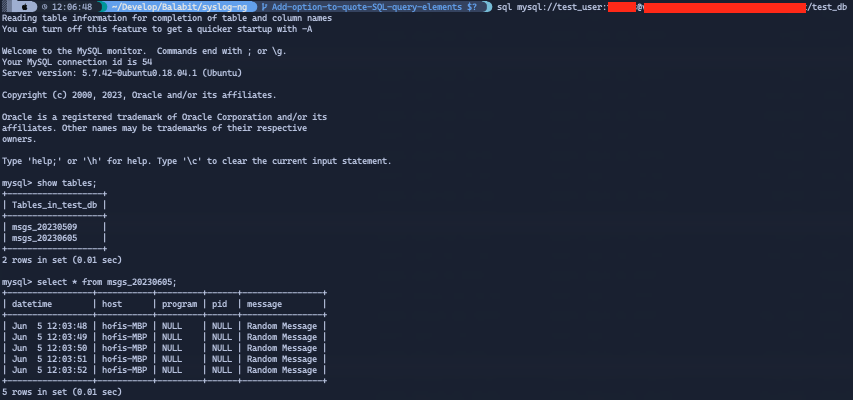 12:06:48 ~/Develop/Balabit/syslog-ng Add-option-to-quote-SQL-query-elements $? sql mysql://test_user: @ /test_db
Reading table information for completion of table and column names
You can turn off this feature to get a quicker startup with -A
Welcome to the MySQL monitor.  Commands end with ; or \g.
Your MySQL connection id is 54
Server version: 5.7.42-0ubuntu0.18.04.1 (Ubuntu)
Copyright (c) 2000, 2023, Oracle and/or its affiliates.
Oracle is a registered trademark of Oracle Corporation and/or its
affiliates. Other names may be trademarks of their respective
owners.
Type 'help;' or '\h' for help. Type '\c' to clear the current input statement.
mysql> show tables;
+-------------------+
| Tables_in_test_db |
+-------------------+
| msgs_20230509     |
| msgs_20230605     |
+-------------------+
2 rows in set (0.01 sec)
mysql> select * from msgs_20230605;
+-----------------+-----------+---------+------+----------------+
| datetime        | host      | program | pid  | message        |
+-----------------+-----------+---------+------+----------------+
| Jun  5 12:03:48 | hofis-MBP | NULL    | NULL | Random Message |
| Jun  5 12:03:49 | hofis-MBP | NULL    | NULL | Random Message |
| Jun  5 12:03:50 | hofis-MBP | NULL    | NULL | Random Message |
| Jun  5 12:03:51 | hofis-MBP | NULL    | NULL | Random Message |
| Jun  5 12:03:52 | hofis-MBP | NULL    | NULL | Random Message |
+-----------------+-----------+---------+------+----------------+
5 rows in set (0.01 sec)